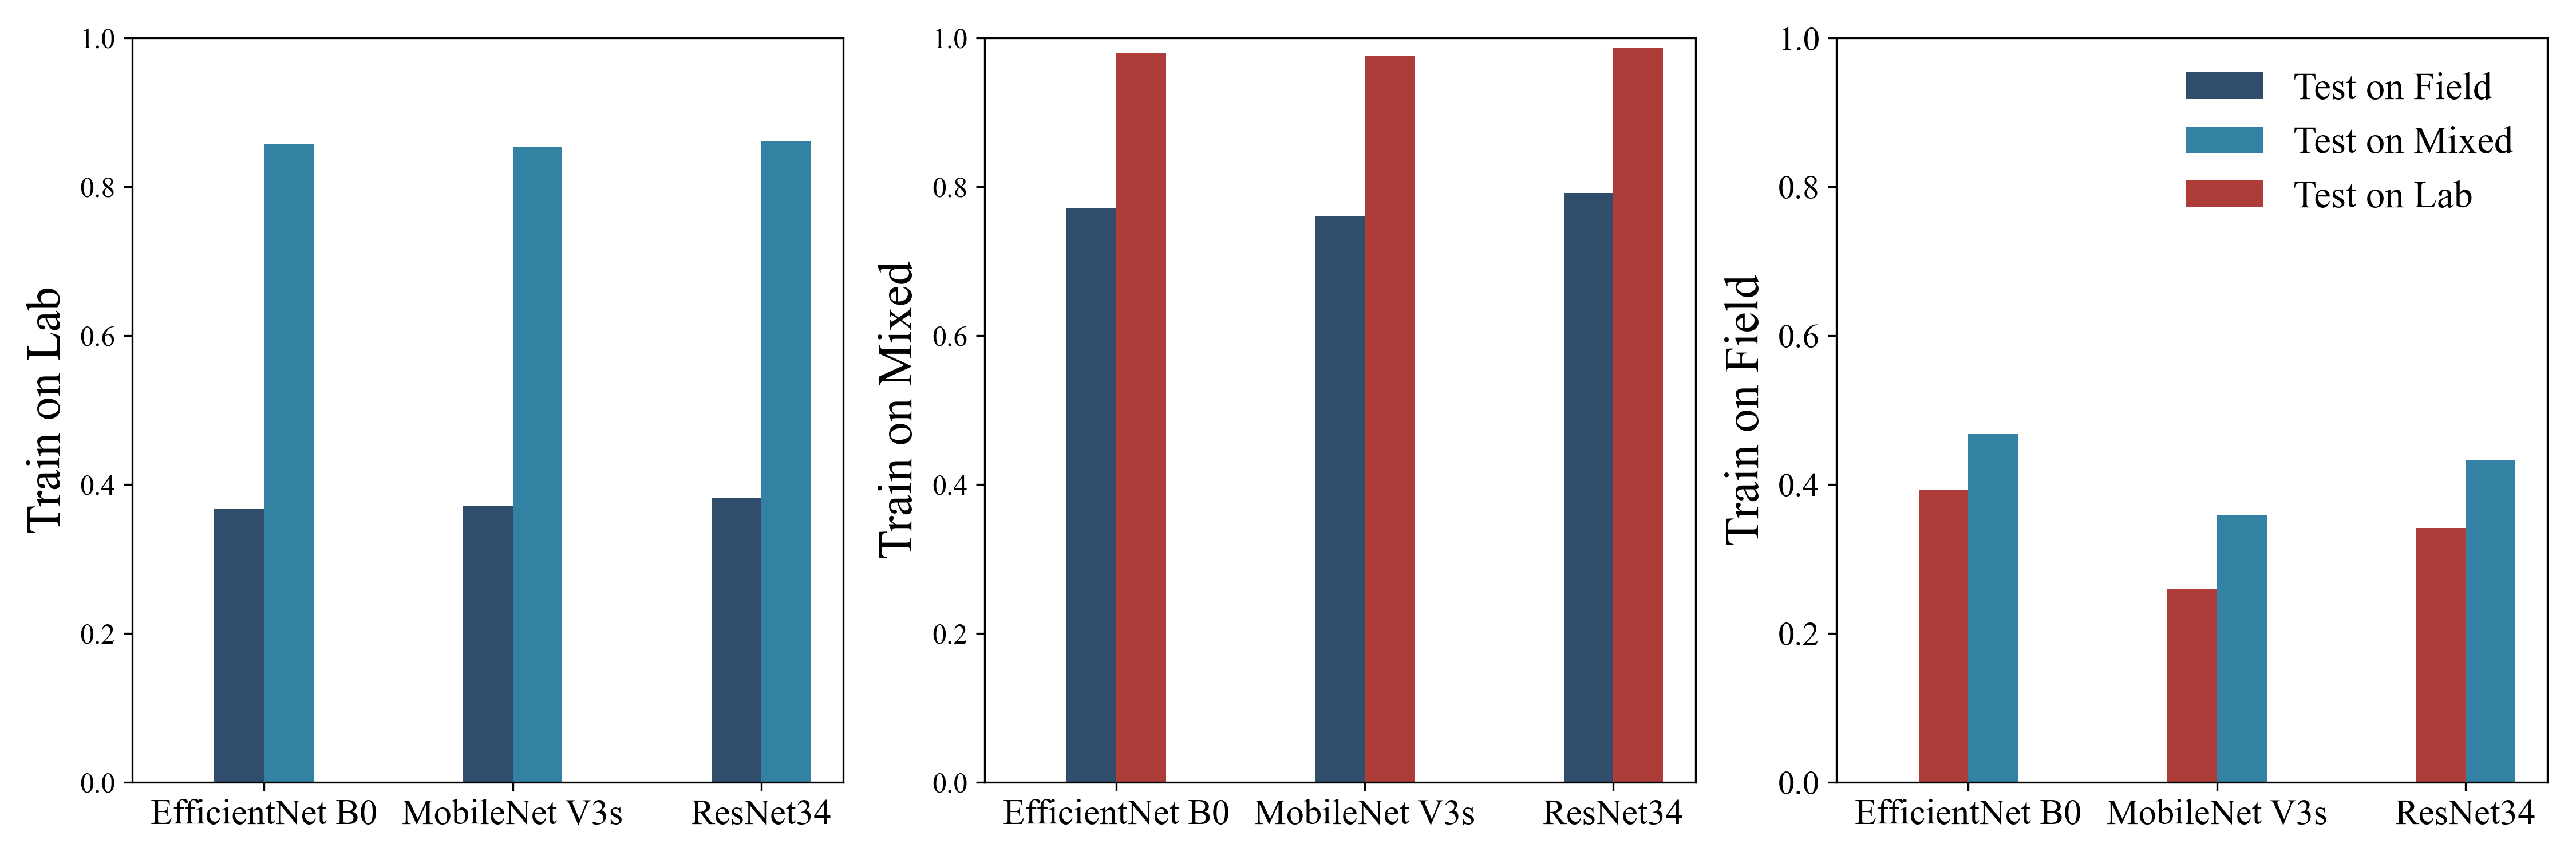 Train on Lab
1.0
0.8
0.6
0.4
0.2
0.0
EfficientNet B0 MobileNet V3s ResNet34
Train on Mixed
1.0
0.8
0.6
0.4
0.2
0.0
EfficientNet B0 MobileNet V3s ResNet34
Train on Field
1.0
0.8
0.6
0.4
0.2
0.0
Test on Field
Test on Mixed
Test on Lab
EfficientNet B0 MobileNet V3s ResNet34